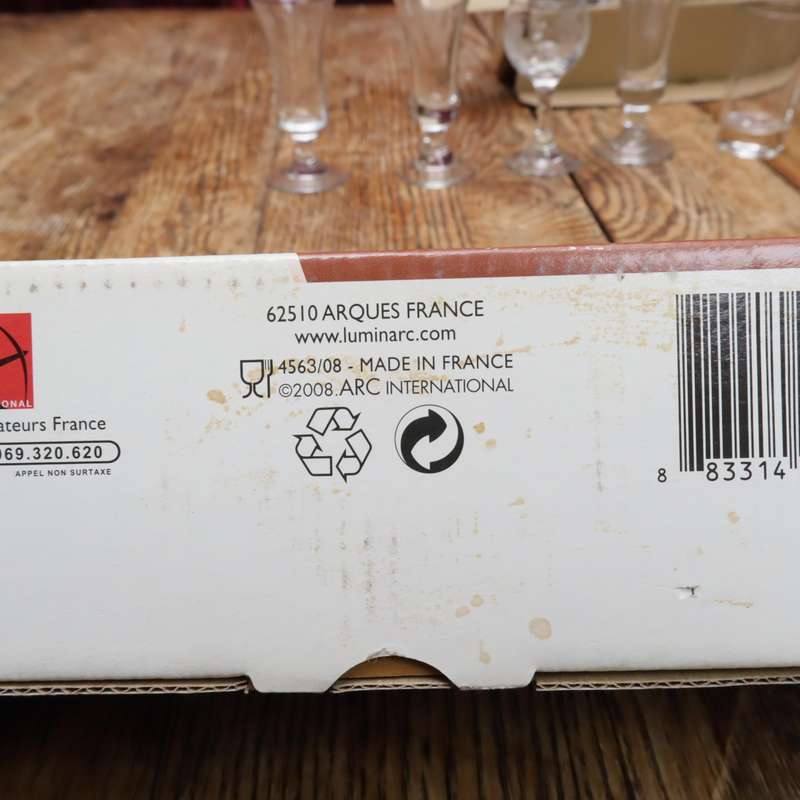 62510 ARQUES FRANCE
www.luminarc.com
4563/08 - MADE IN FRANCE
©2008.ARC INTERNATIONAL
ONAL
ateurs France
069.320.620
APPEL NON SURTAXE
8 83314